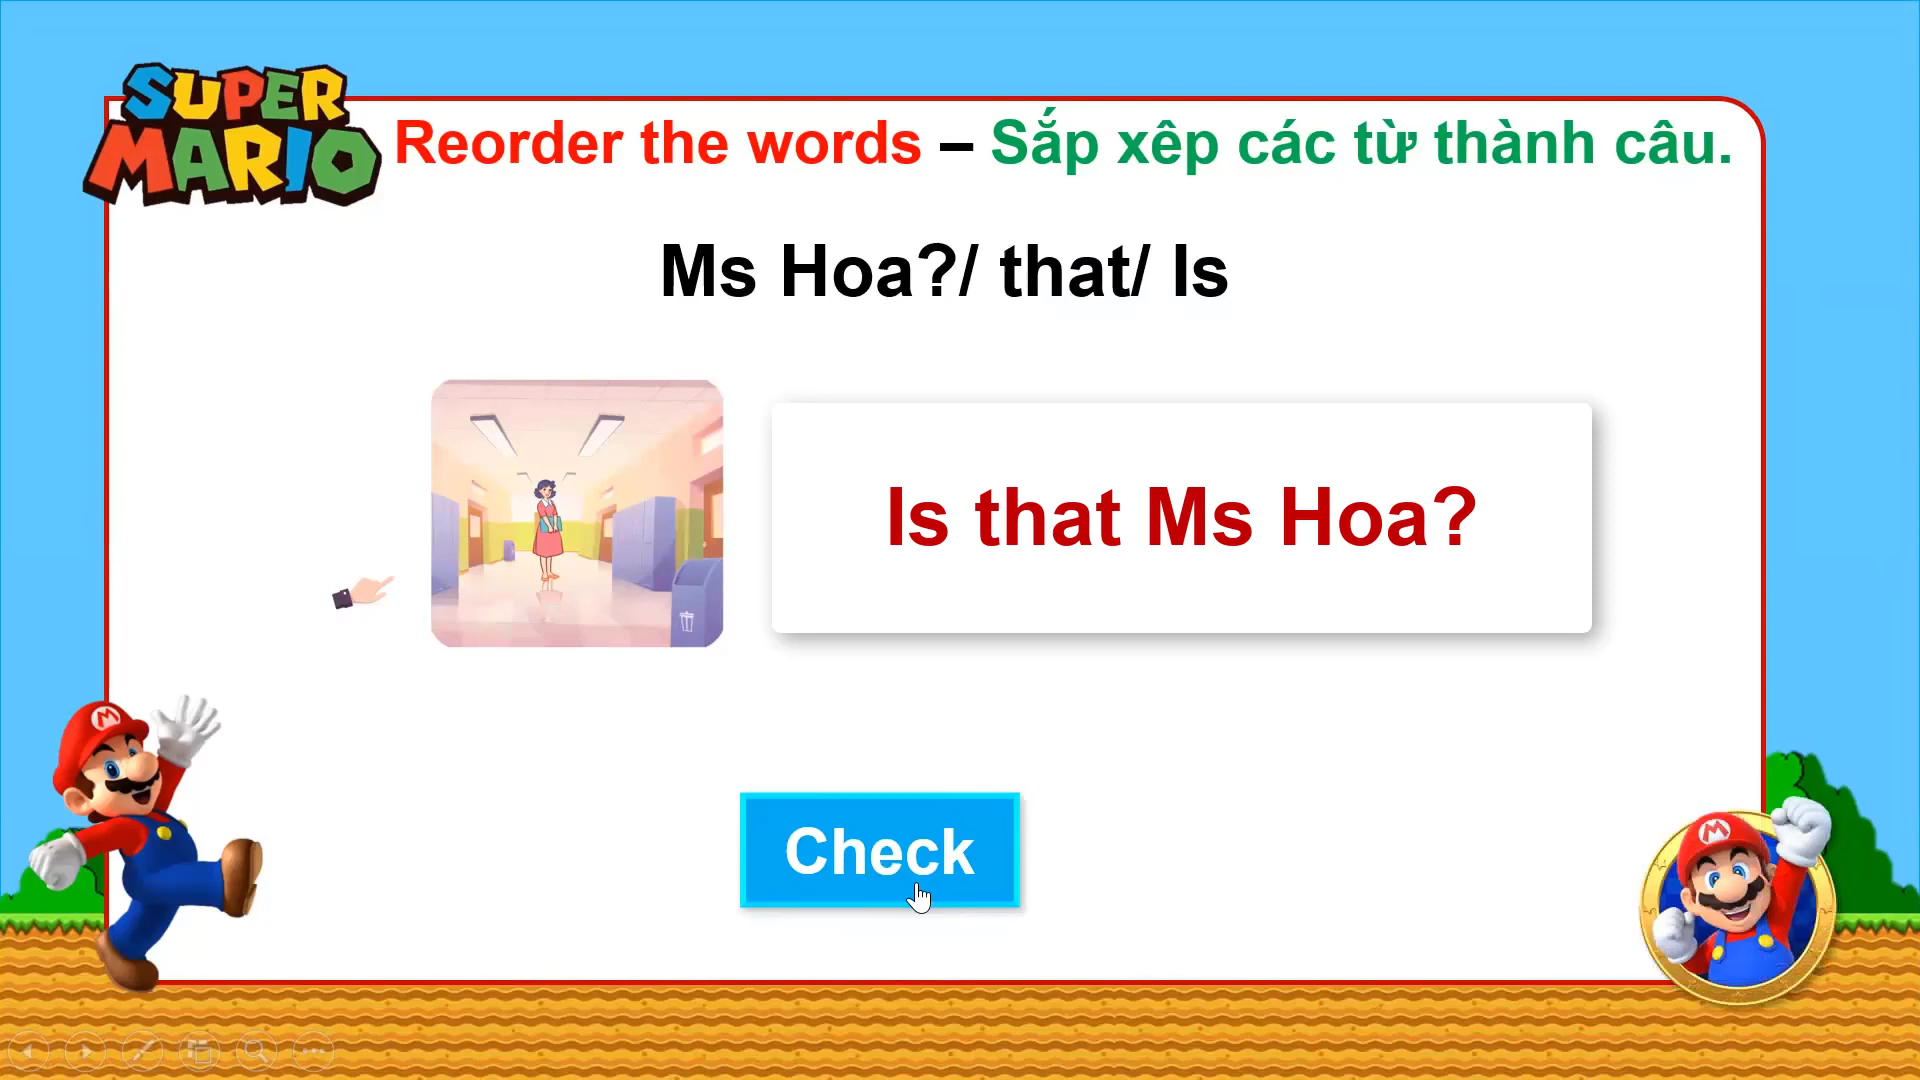 SUPER
MARIO
Reorder the words – Sắp xêp các từ thành câu.
Ms Hoa?/ that/ Is
Is that Ms Hoa?
Check